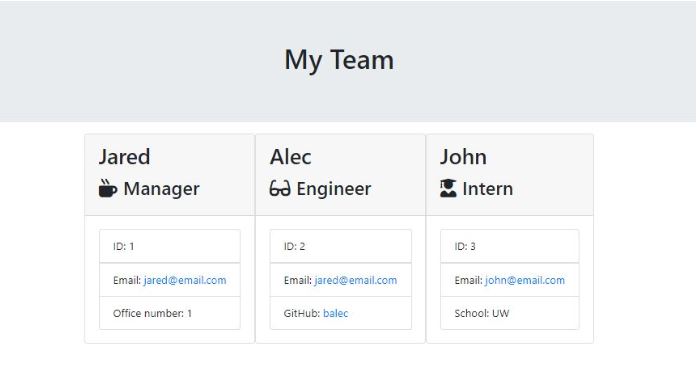 My Team
Jared
Manager
ID: 1
Email: jared@email.com
Office number: 1
Alec
Engineer
ID: 2
Email: jared@email.com
GitHub: balec
John
Intern
ID: 3
Email: john@email.com
School: UW